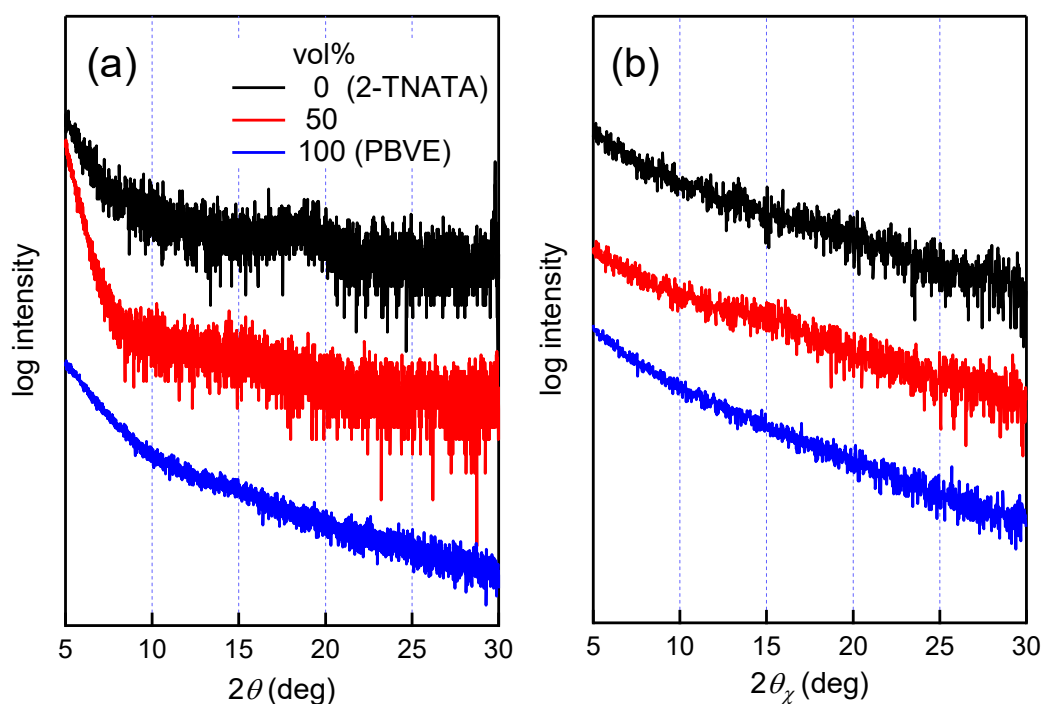 (a)
vol%
0 (2-TNATA)
50
100 (PBVE)
log intensity
5 10 15 20 25 30
2θ (deg)
(b)
log intensity
5 10 15 20 25 30
2θχ (deg)